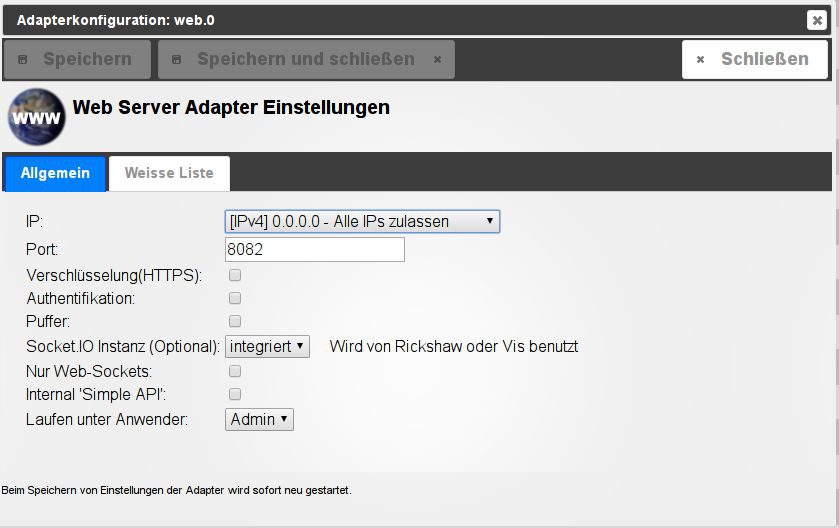 Adapterkonfiguration: web.0
Speichern Speichern und schließen Schließen
www Web Server Adapter Einstellungen
Allgemein Weisse Liste
IP: [IPv4] 0.0.0.0 - Alle IPs zulassen
Port: 8082
Verschlüsselung(HTTPS):
Authentifikation:
Puffer:
Socket.IO Instanz (Optional): integriert Wird von Rickshaw oder Vis benutzt
Nur Web-Sockets:
Internal 'Simple API':
Laufen unter Anwender: Admin
Beim Speichern von Einstellungen der Adapter wird sofort neu gestartet.